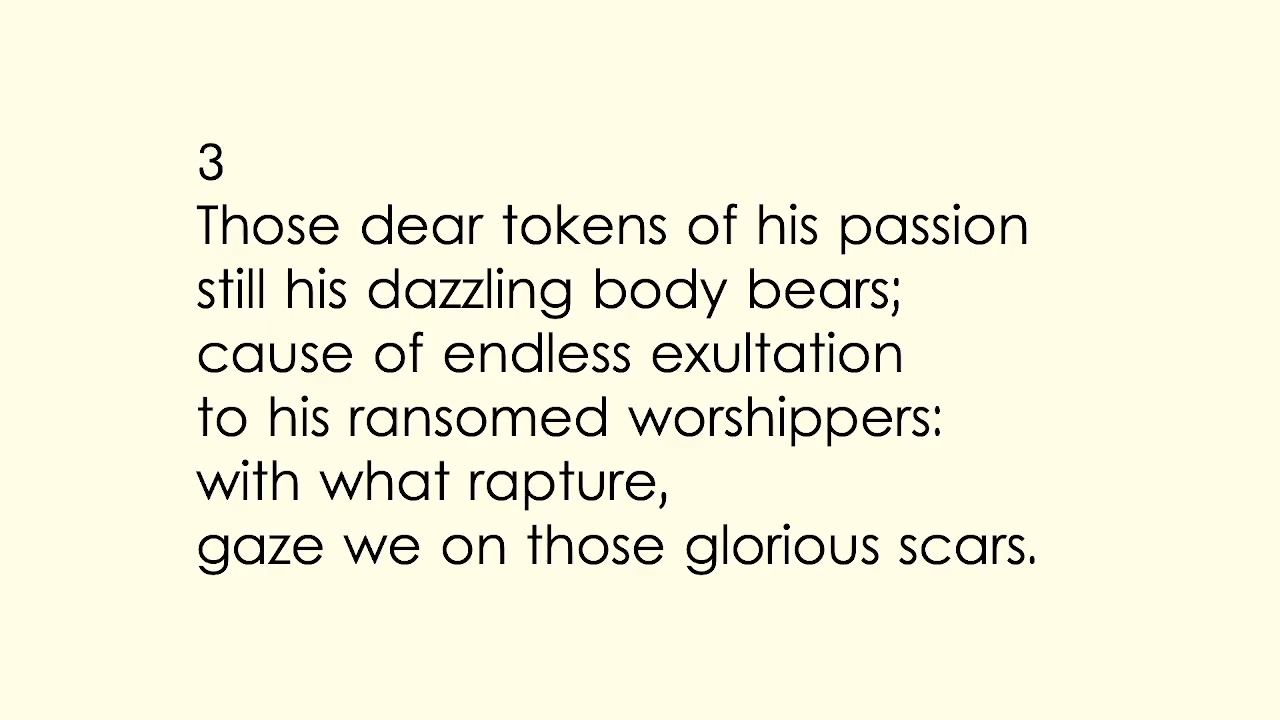 3
Those dear tokens of his passion
still his dazzling body bears;
cause of endless exultation
to his ransomed worshippers:
with what rapture,
gaze we on those glorious scars.